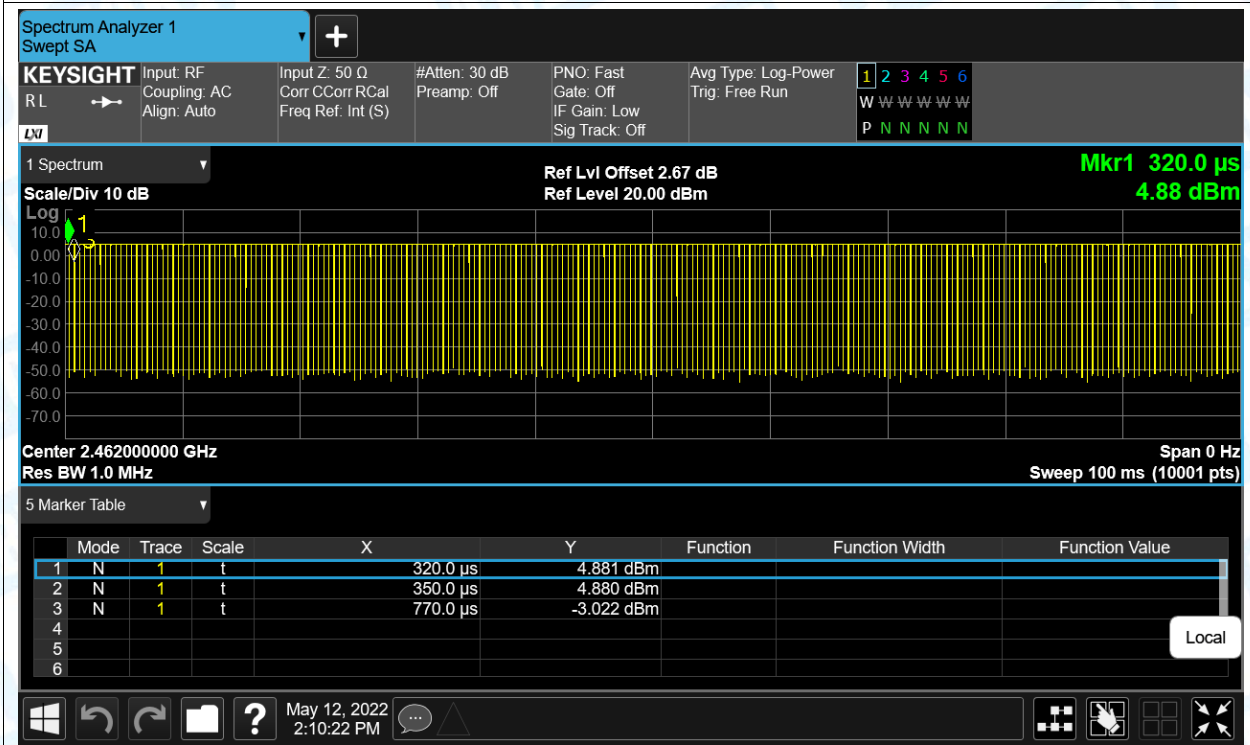 Spectrum Analyzer 1
Swept SA
KEYSIGHT
R L
LXI
Input: RF
Coupling: AC
Align: Auto
Input Z: 50 Ω
Corr CCorr RCal
Freq Ref: Int (S)
#Atten: 30 dB
Preamp: Off
PNO: Fast
Gate: Off
IF Gain: Low
Sig Track: Off
Avg Type: Log-Power
Trig: Free Run
1 2 3 4 5 6
W W W W W W
P N N N N N
1 Spectrum
Scale/Div 10 dB
Ref Lvl Offset 2.67 dB
Ref Level 20.00 dBm
Mkr1 320.0 µs
4.88 dBm
Log
1
3
10.0
0.00
-10.0
-20.0
-30.0
-40.0
-50.0
-60.0
-70.0
Center 2.462000000 GHz
Res BW 1.0 MHz
Span 0 Hz
Sweep 100 ms (10001 pts)
5 Marker Table
Mode Trace Scale X Y Function Function Width Function Value
1 N 1 t 320.0 µs 4.881 dBm
2 N 1 t 350.0 µs 4.880 dBm
3 N 1 t 770.0 µs -3.022 dBm
4
5
6
Local
?
May 12, 2022
2:10:22 PM